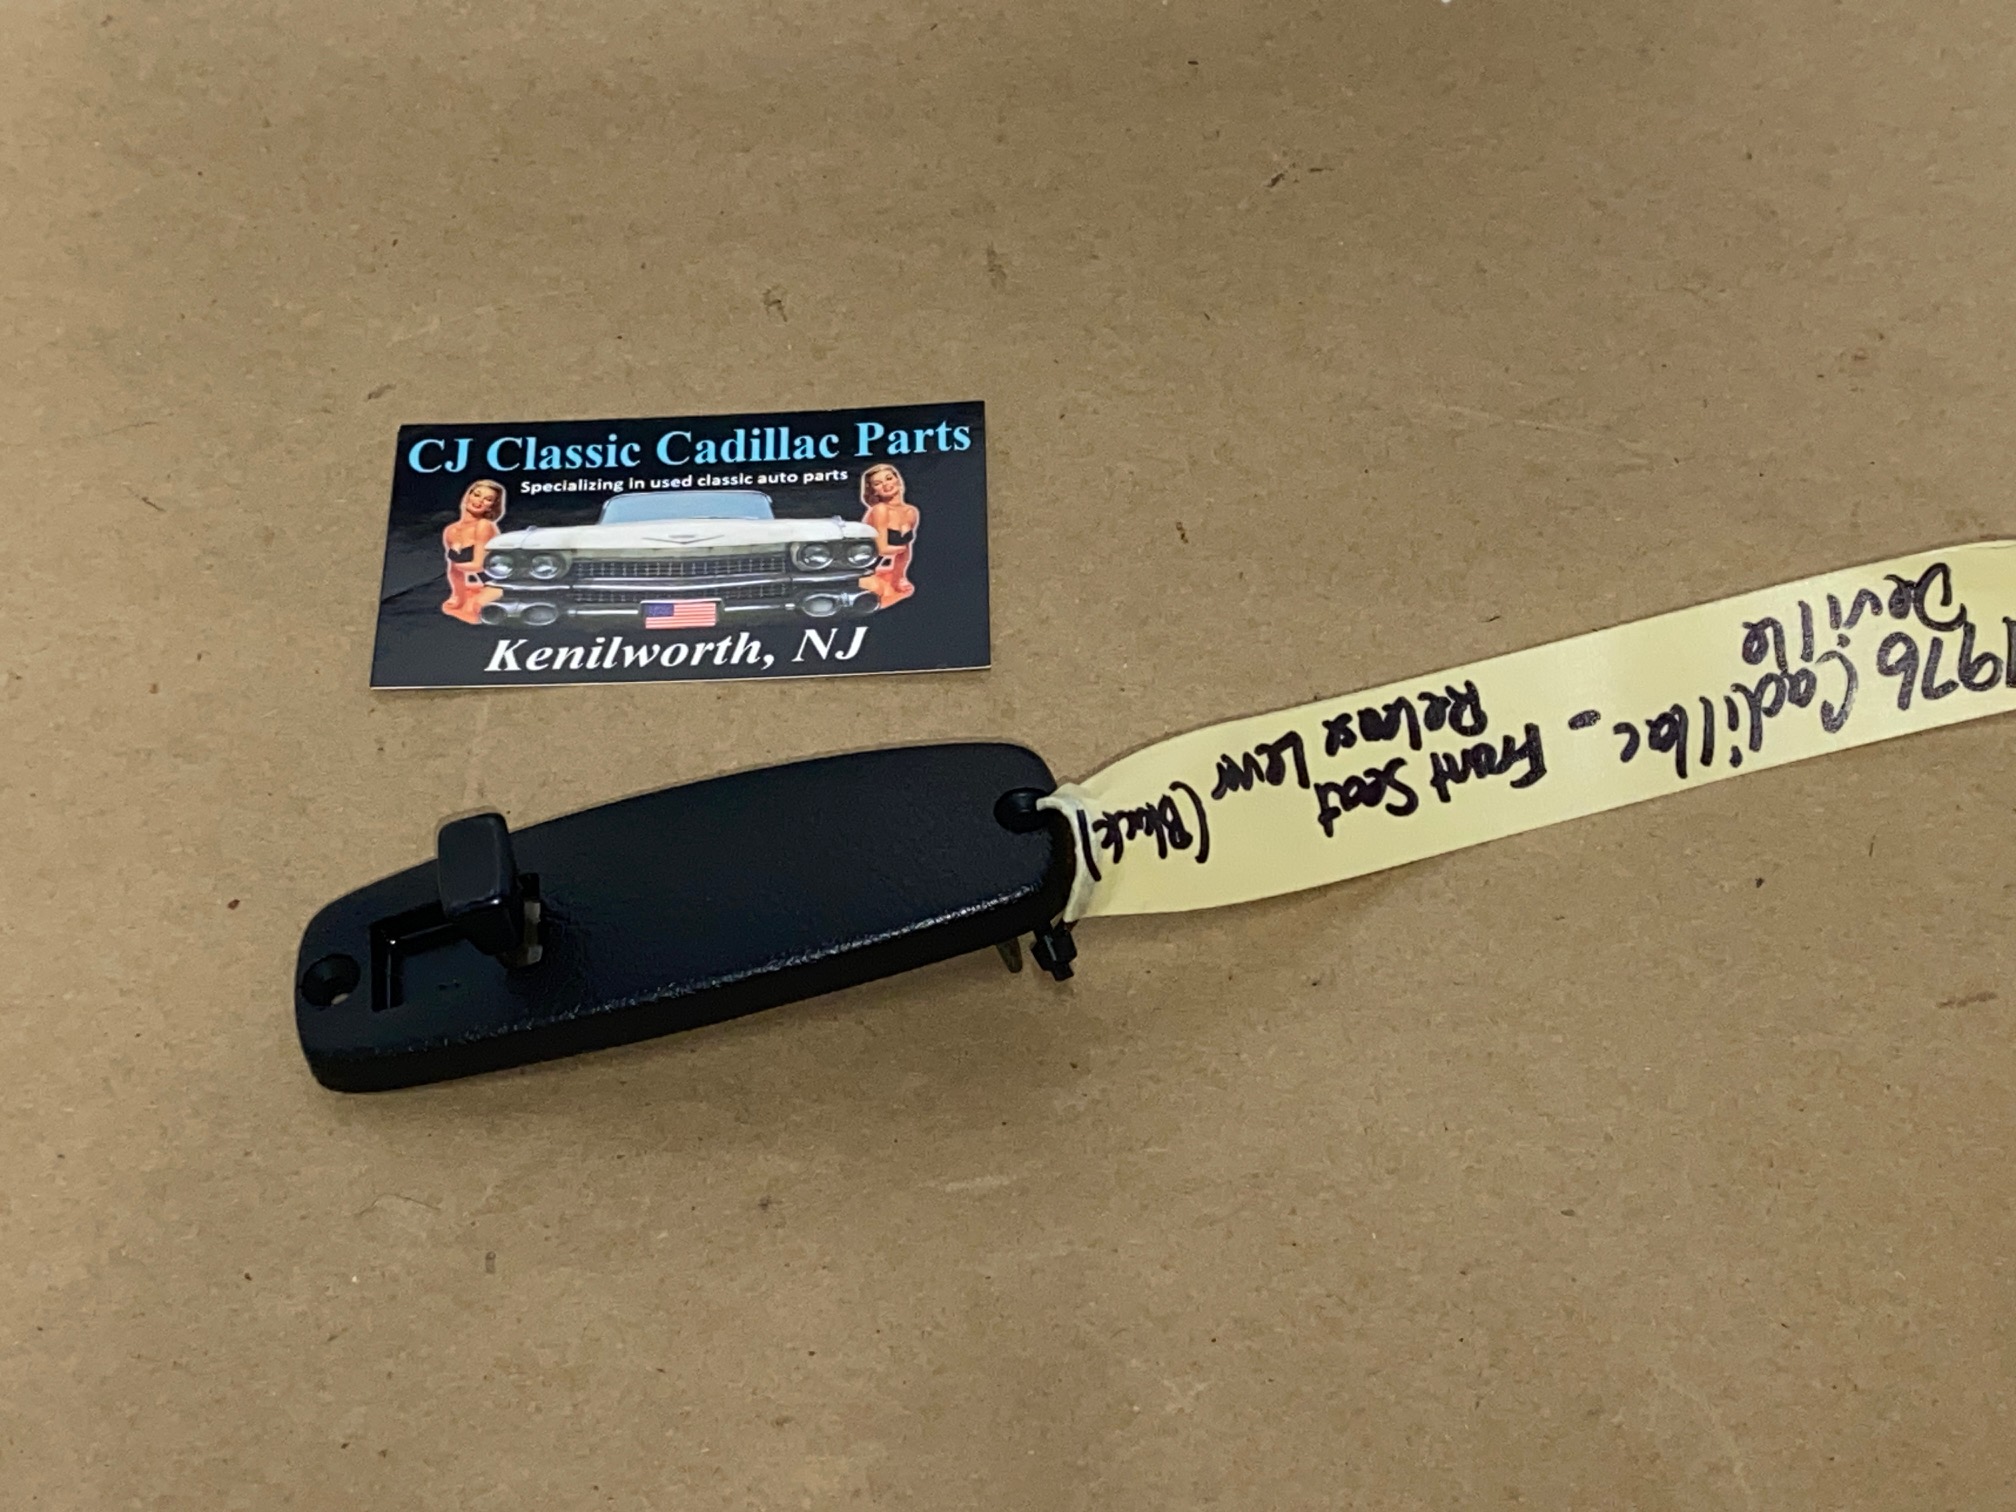 CJ Classic Cadillac Parts
Specializing in used classic auto parts
Kenilworth, NJ
1976 Cadillac - Front Seat
Deville
Release Lever (Black)